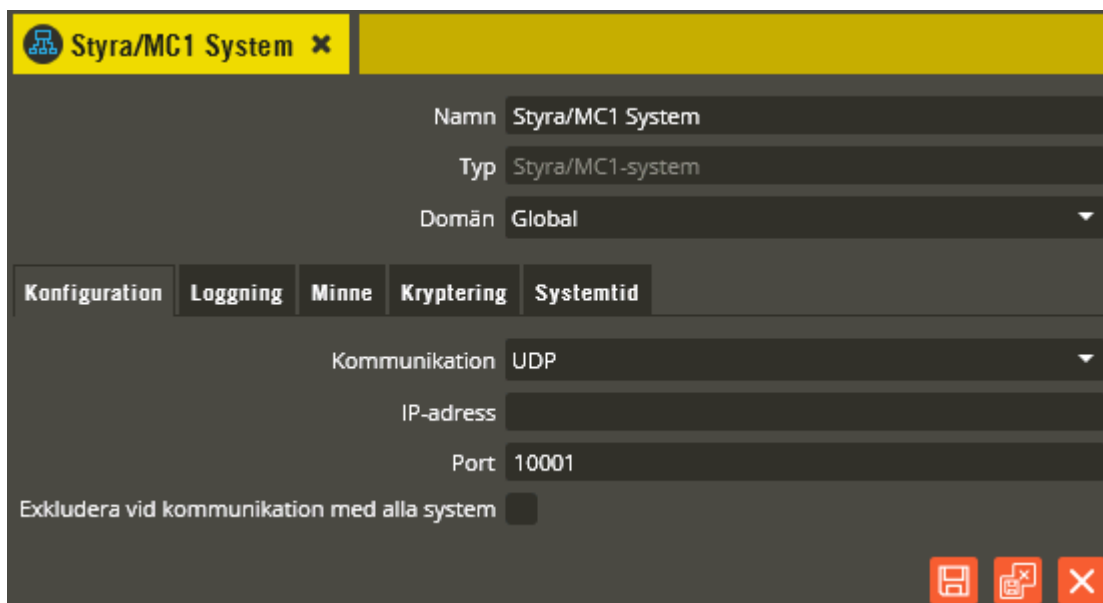 Styra/MC1 System
Namn Styra/MC1 System
Typ Styra/MC1-system
Domän Global
Konfiguration Loggning Minne Kryptering Systemtid
Kommunikation UDP
IP-adress
Port 10001
Exkludera vid kommunikation med alla system